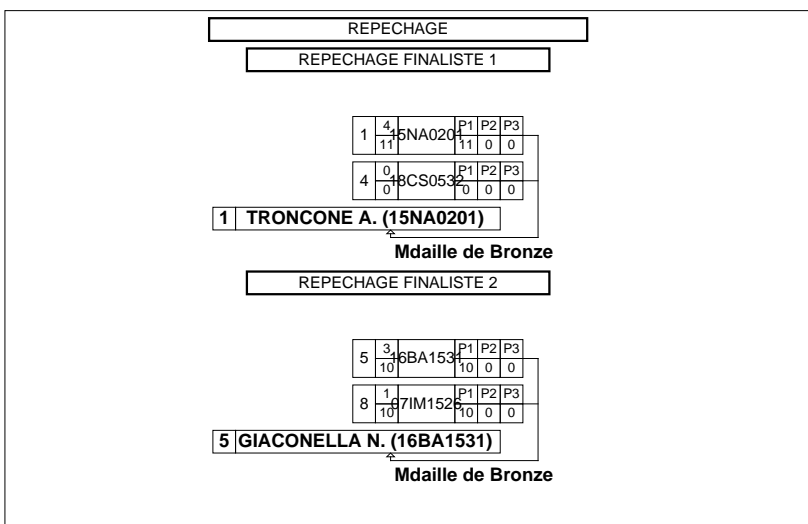 REPECHAGE
REPECHAGE FINALISTE 1
1 4 15NA0201 P1 P2 P3
11 11 0 0
4 0 18CS0532 P1 P2 P3
0 0 0 0
1 TRONCONE A. (15NA0201)
Mdaille de Bronze
REPECHAGE FINALISTE 2
5 3 16BA1531 P1 P2 P3
10 10 0 0
8 1 07IM1526 P1 P2 P3
10 10 0 0
5 GIACONELLA N. (16BA1531)
Mdaille de Bronze